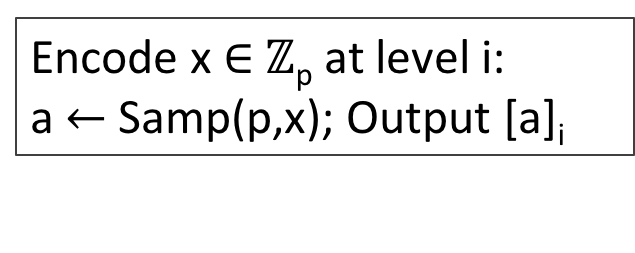 Encode x ∈ ℤₚ at level i:
a ← Samp(p,x); Output [a]ᵢ